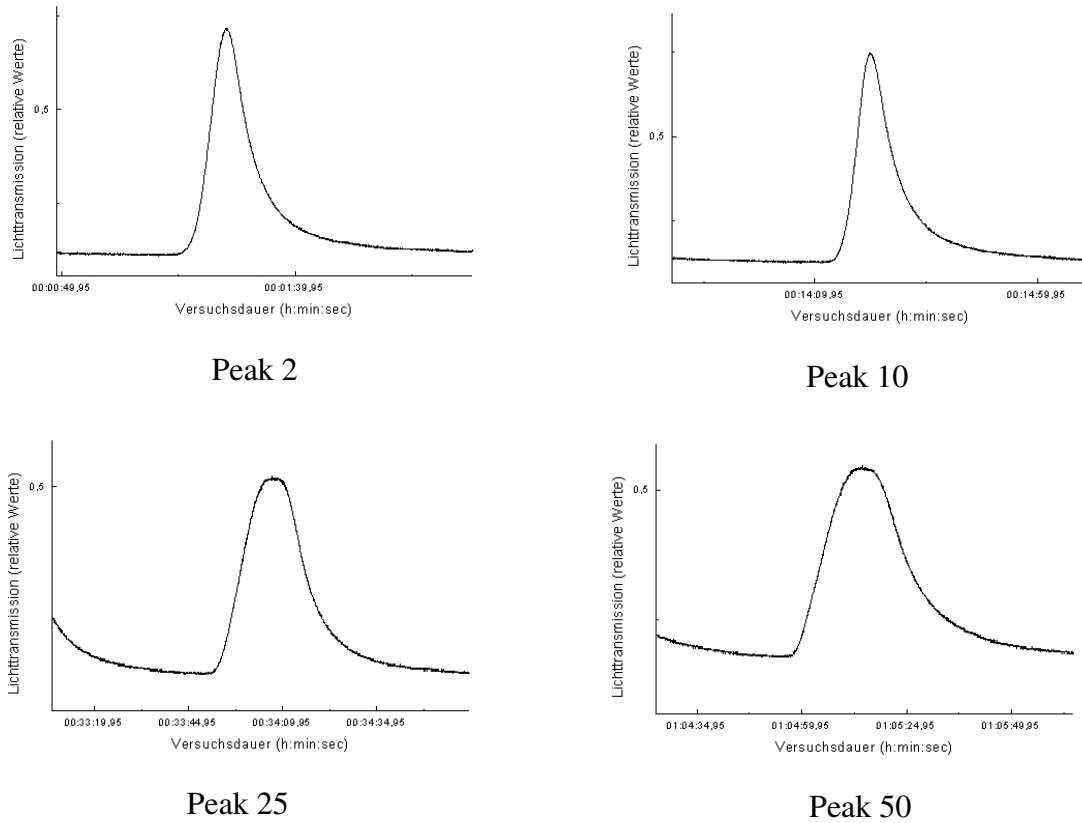 Lichttransmission (relative Werte)
0,5
00:00:49,95 00:01:39,95
Versuchsdauer (h:min:sec)
Peak 2
Lichttransmission (relative Werte)
0,5
00:14:09,95 00:14:59,95
Versuchsdauer (h:min:sec)
Peak 10
Lichttransmission (relative Werte)
0,5
00:33:19,95 00:33:44,95 00:34:09,95 00:34:34,95
Versuchsdauer (h:min:sec)
Peak 25
Lichttransmission (relative Werte)
0,5
01:04:34,95 01:04:59,95 01:05:24,95 01:05:49,95
Versuchsdauer (h:min:sec)
Peak 50